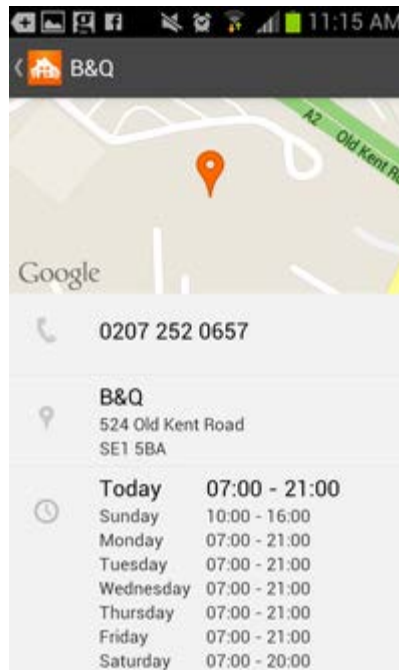 11:15 AM
B&Q
A2
Old Kent R
Google
0207 252 0657
B&Q
524 Old Kent Road
SE1 5BA
Today 07:00 - 21:00
Sunday 10:00 - 16:00
Monday 07:00 - 21:00
Tuesday 07:00 - 21:00
Wednesday 07:00 - 21:00
Thursday 07:00 - 21:00
Friday 07:00 - 21:00
Saturday 07:00 - 20:00